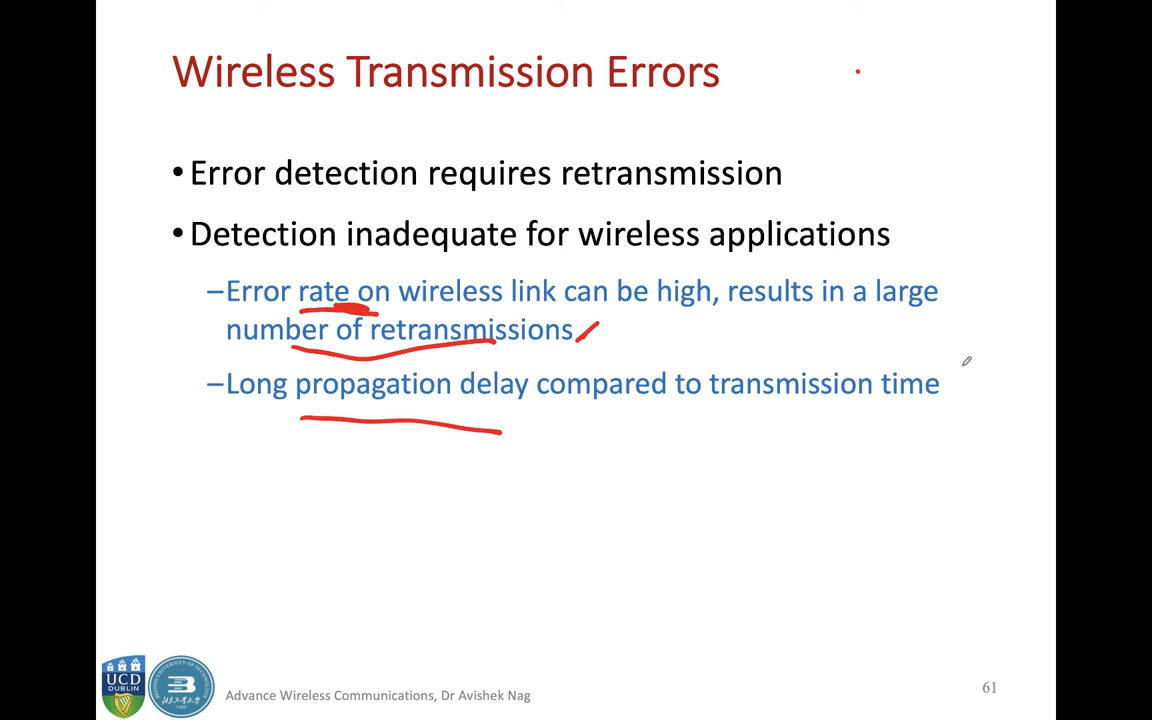 Wireless Transmission Errors
•Error detection requires retransmission
•Detection inadequate for wireless applications
–Error rate on wireless link can be high, results in a large
number of retransmissions
–Long propagation delay compared to transmission time
UCD
DUBLIN
Advance Wireless Communications, Dr Avishek Nag
61